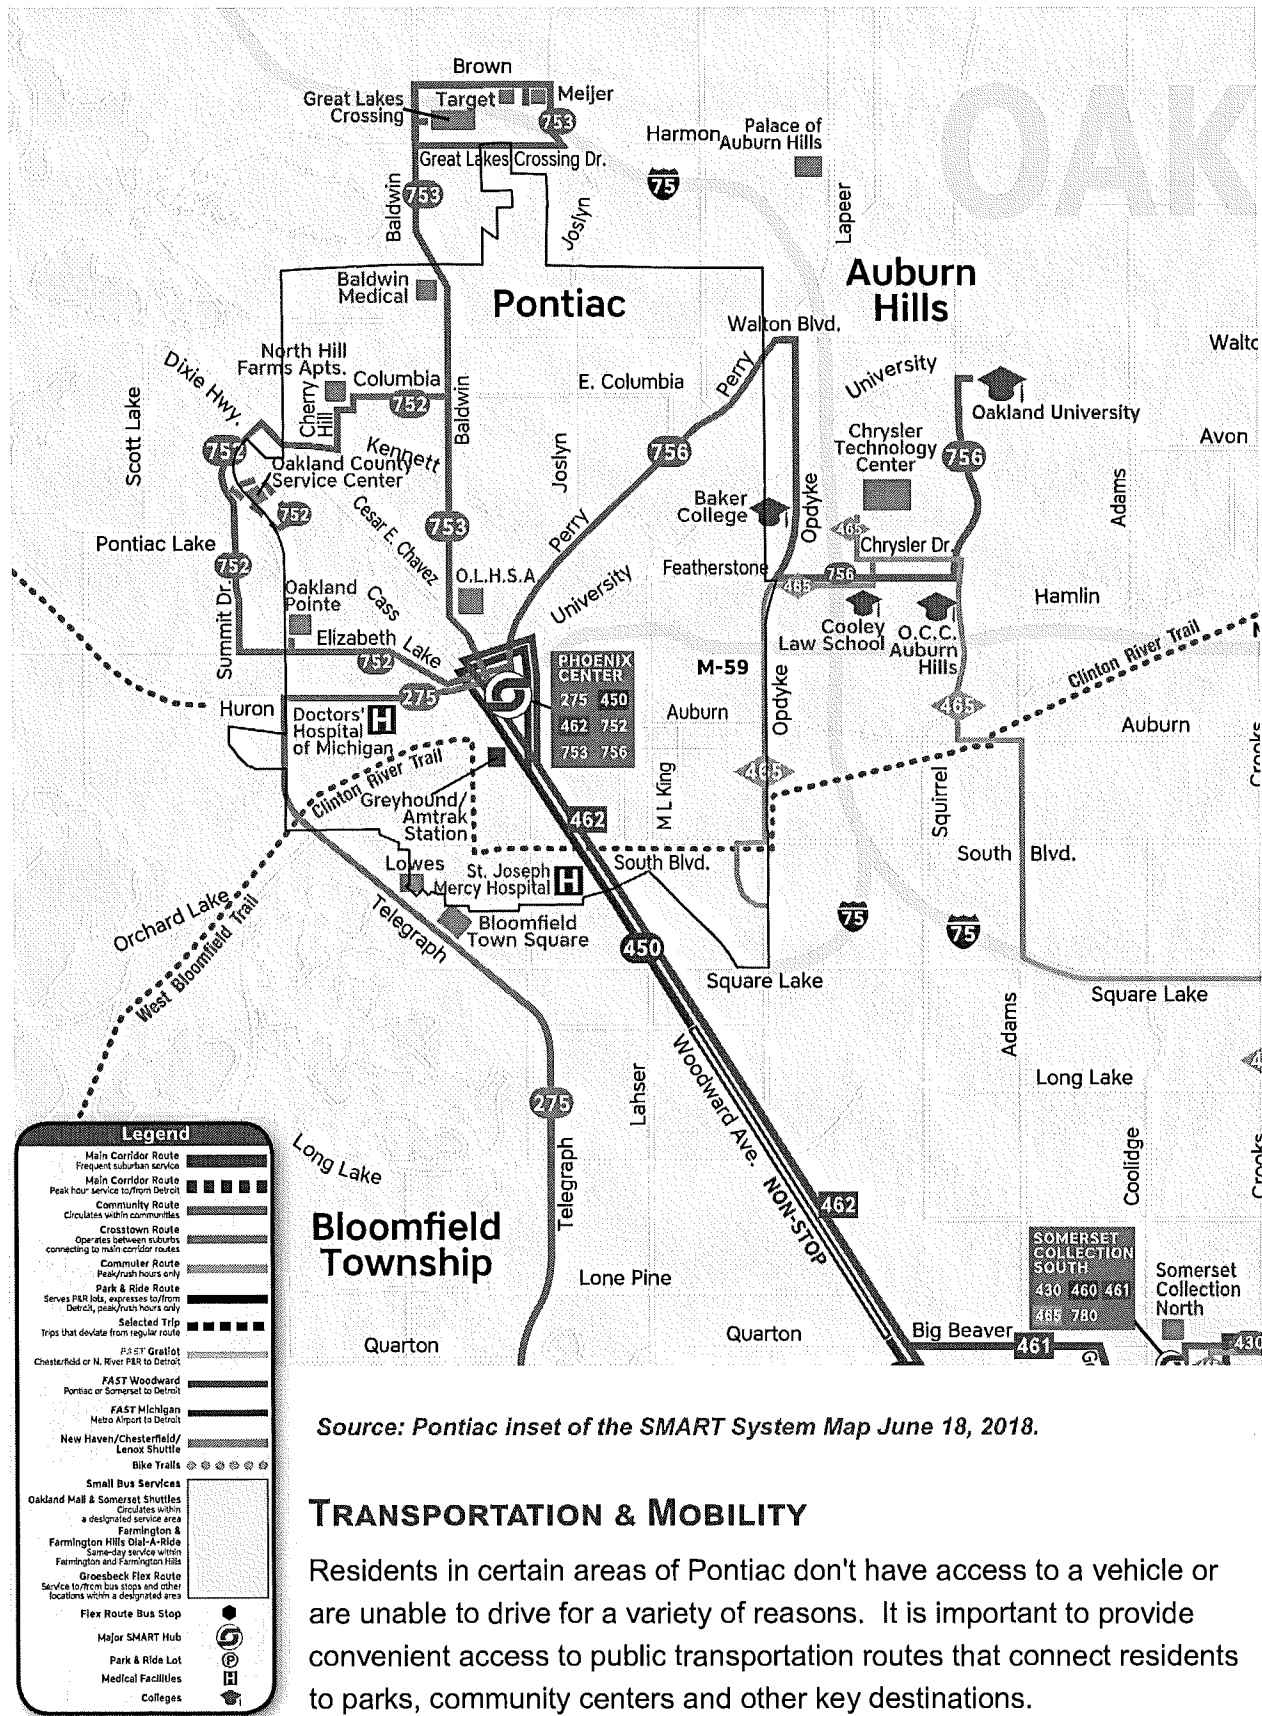 Brown
Great Lakes
Crossing
Target
Meijer
753
Harmon
Palace of
Auburn Hills
OAK
Great Lakes Crossing Dr.
75
753
Baldwin
Joslyn
Lapeer
Auburn
Hills
Baldwin
Medical
Pontiac
Walton Blvd.
North Hill
Farms Apts.
Dixie Hwy.
Columbia
752
E. Columbia
Perry
University
Oakland University
Scott Lake
Cherry
Hill
Baldwin
Avon
Chrysler
Technology
Center
756
756
752
Kennett
Oakland County
Service Center
752
Joslyn
Adams
Baker
College
Opdyke
Cesar E. Chavez
753
Perry
465
Chrysler Dr.
Pontiac Lake
752
Featherstone
756
465
O.L.H.S.A
University
Oakland
Pointe
Cass
Lake
Summit Dr.
Elizabeth
752
Cooley
Law School
O.C.C.
Auburn
Hills
Hamlin
Clinton River Trail
M-59
PHOENIX
CENTER
275 450
462 752
753 756
275
Huron
Doctors'
Hospital
of Michigan
H
Auburn
Opdyke
465
Auburn
Crooks
Clinton River Trail
Greyhound/
Amtrak
Station
M L King
465
Squirrel
462
South Blvd.
South Blvd.
Lowes
St. Joseph
Mercy Hospital
H
Orchard Lake
West Bloomfield Trail
Telegraph
Bloomfield
Town Square
450
75
75
Square Lake
Square Lake
Adams
Woodward Ave.
Long Lake
Lahser
275
Long Lake
Telegraph
Coolidge
Crooks
NON-STOP
462
Bloomfield
Township
Lone Pine
SOMERSET
COLLECTION
SOUTH
430 460 461
465 780
Somerset
Collection
North
Quarton
Quarton
Big Beaver
461
430
Legend
Main Corridor Route
Frequent suburban service
Main Corridor Route
Peak hour service to/from Detroit
Community Route
Circulates within communities
Crosstown Route
Operates between suburbs
connecting to main corridor routes
Commuter Route
Peak/rush hours only
Park & Ride Route
Serves P&R lots, expresses to/from
Detroit, peak/rush hours only
Selected Trip
Trips that deviate from regular route
FAST Gratiot
Chesterfield or N. River P&R to Detroit
FAST Woodward
Pontiac or Somerset to Detroit
FAST Michigan
Metro Airport to Detroit
New Haven/Chesterfield/
Lenox Shuttle
Bike Trails
Small Bus Services
Oakland Mall & Somerset Shuttles
Circulates within
a designated service area
Farmington &
Farmington Hills Dial-A-Ride
Same-day service within
Farmington and Farmington Hills
Groesbeck Flex Route
Service to/from bus stops and other
locations within a designated area
Flex Route Bus Stop
Major SMART Hub
Park & Ride Lot
P
Medical Facilities
H
Colleges
Source: Pontiac inset of the SMART System Map June 18, 2018.
TRANSPORTATION & MOBILITY
Residents in certain areas of Pontiac don't have access to a vehicle or
are unable to drive for a variety of reasons. It is important to provide
convenient access to public transportation routes that connect residents
to parks, community centers and other key destinations.